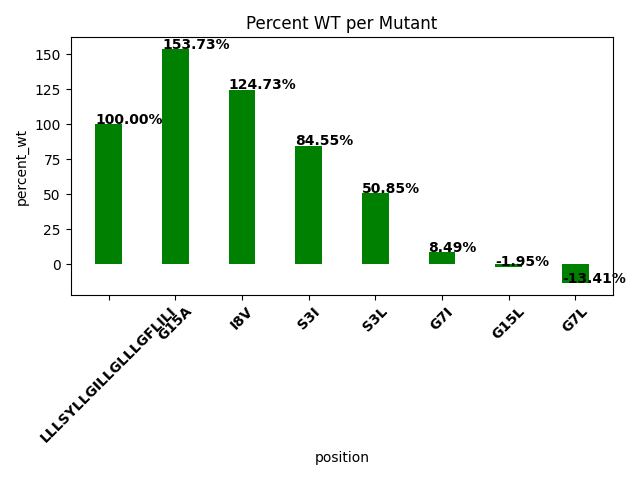 Percent WT per Mutant
percent_wt
150
125
100
75
50
25
0
100.00%
153.73%
124.73%
84.55%
50.85%
8.49%
-1.95%
-13.41%
LLLSYLLGILLGLLLGFLILI
G15A
I8V
S3I
S3L
G7I
G15L
G7L
position